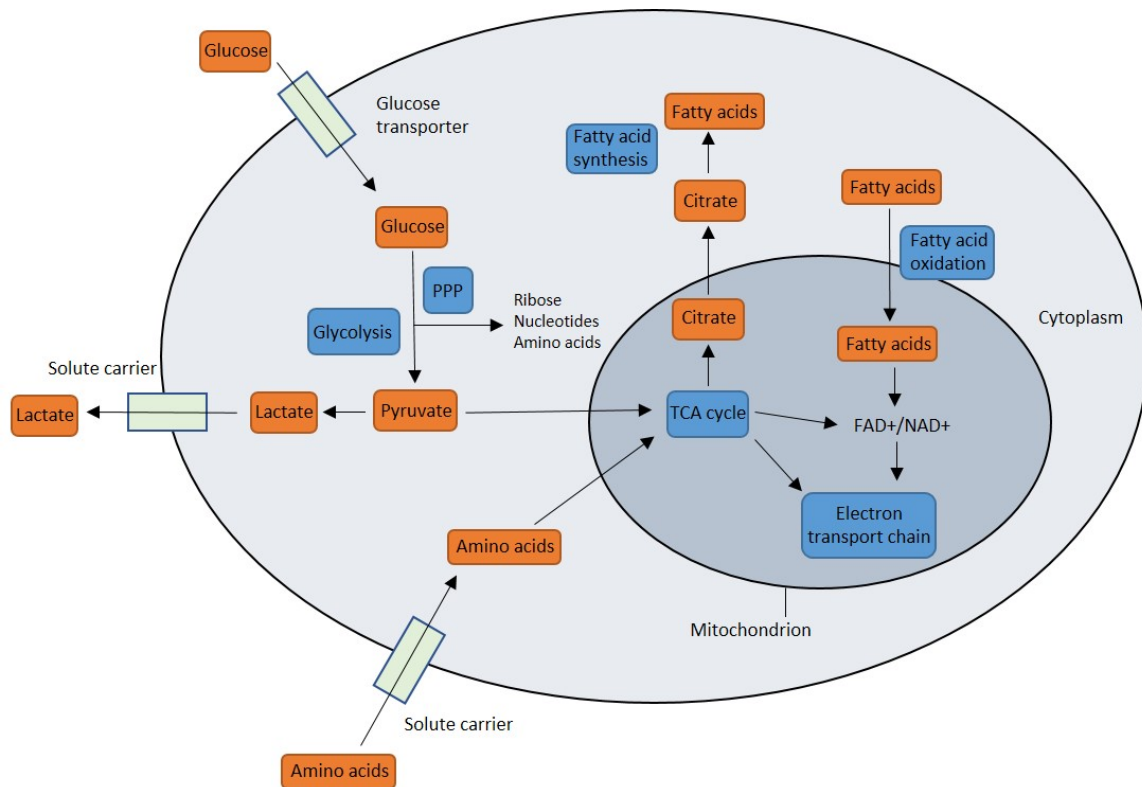 Glucose
Glucose
transporter
Fatty acids
Fatty acid
synthesis
Fatty acids
Citrate
Glucose
Fatty acid
oxidation
PPP
Ribose
Nucleotides
Amino acids
Glycolysis
Citrate
Cytoplasm
Fatty acids
Solute carrier
Lactate
Lactate
Pyruvate
TCA cycle
FAD+/NAD+
Electron
transport chain
Amino acids
Mitochondrion
Solute carrier
Amino acids